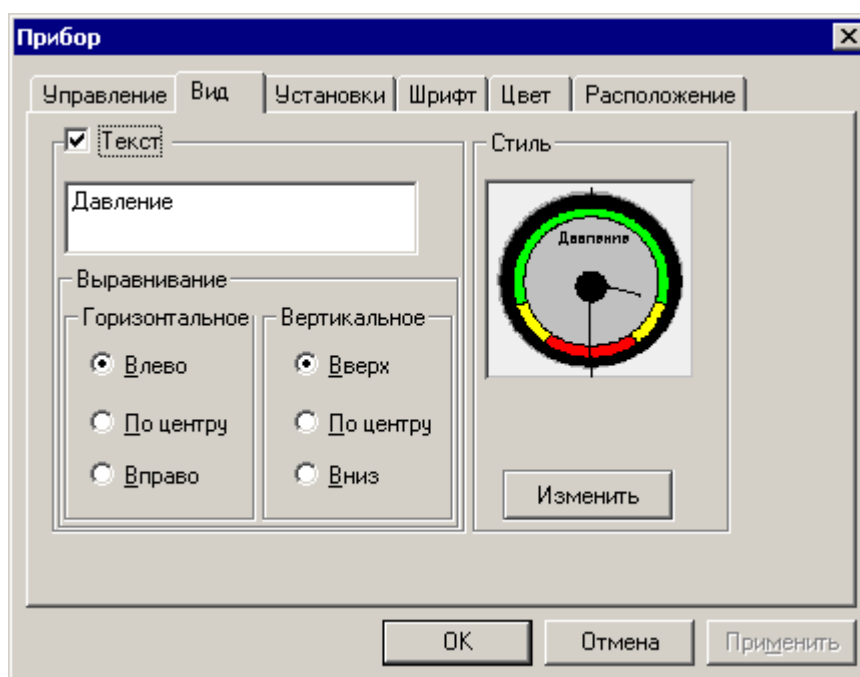 Прибор
Управление Вид Установки Шрифт Цвет Расположение
Текст
Стиль
Давление
Давление
Выравнивание
Горизонтальное Вертикальное
Влево Вверх
По центру По центру
Вправо Вниз
Изменить
OK Отмена Применить